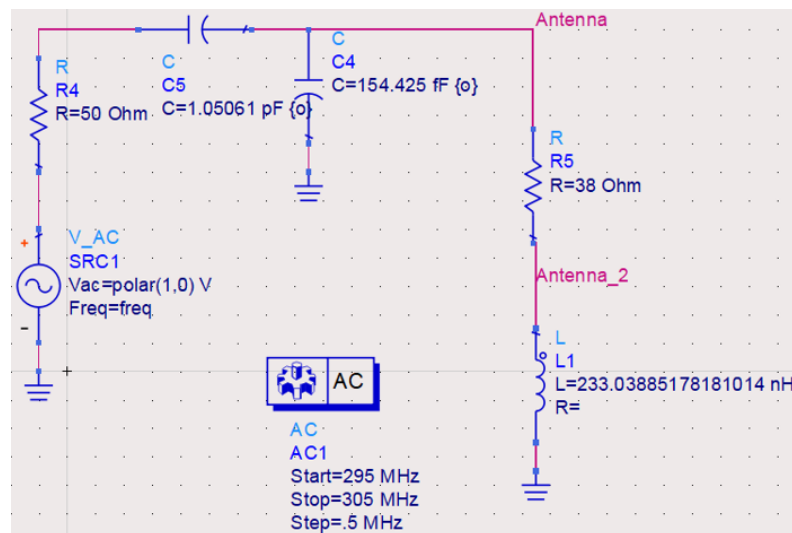 Antenna
C
C5
C=1.05061 pF {o}
C
C4
C=154.425 fF {o}
R
R4
R=50 Ohm
R
R5
R=38 Ohm
+
V_AC
SRC1
Vac=polar(1,0) V
Freq=freq
-
Antenna_2
L
L1
L=233.03885178181014 nH
R=
AC
AC
AC1
Start=295 MHz
Stop=305 MHz
Step=.5 MHz